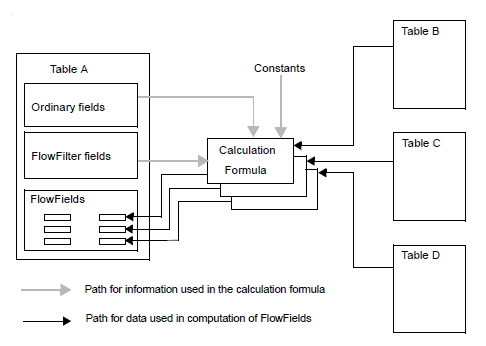 Table A
Ordinary fields
FlowFilter fields
FlowFields
Constants
Calculation
Formula
Table B
Table C
Table D
Path for information used in the calculation formula
Path for data used in computation of FlowFields